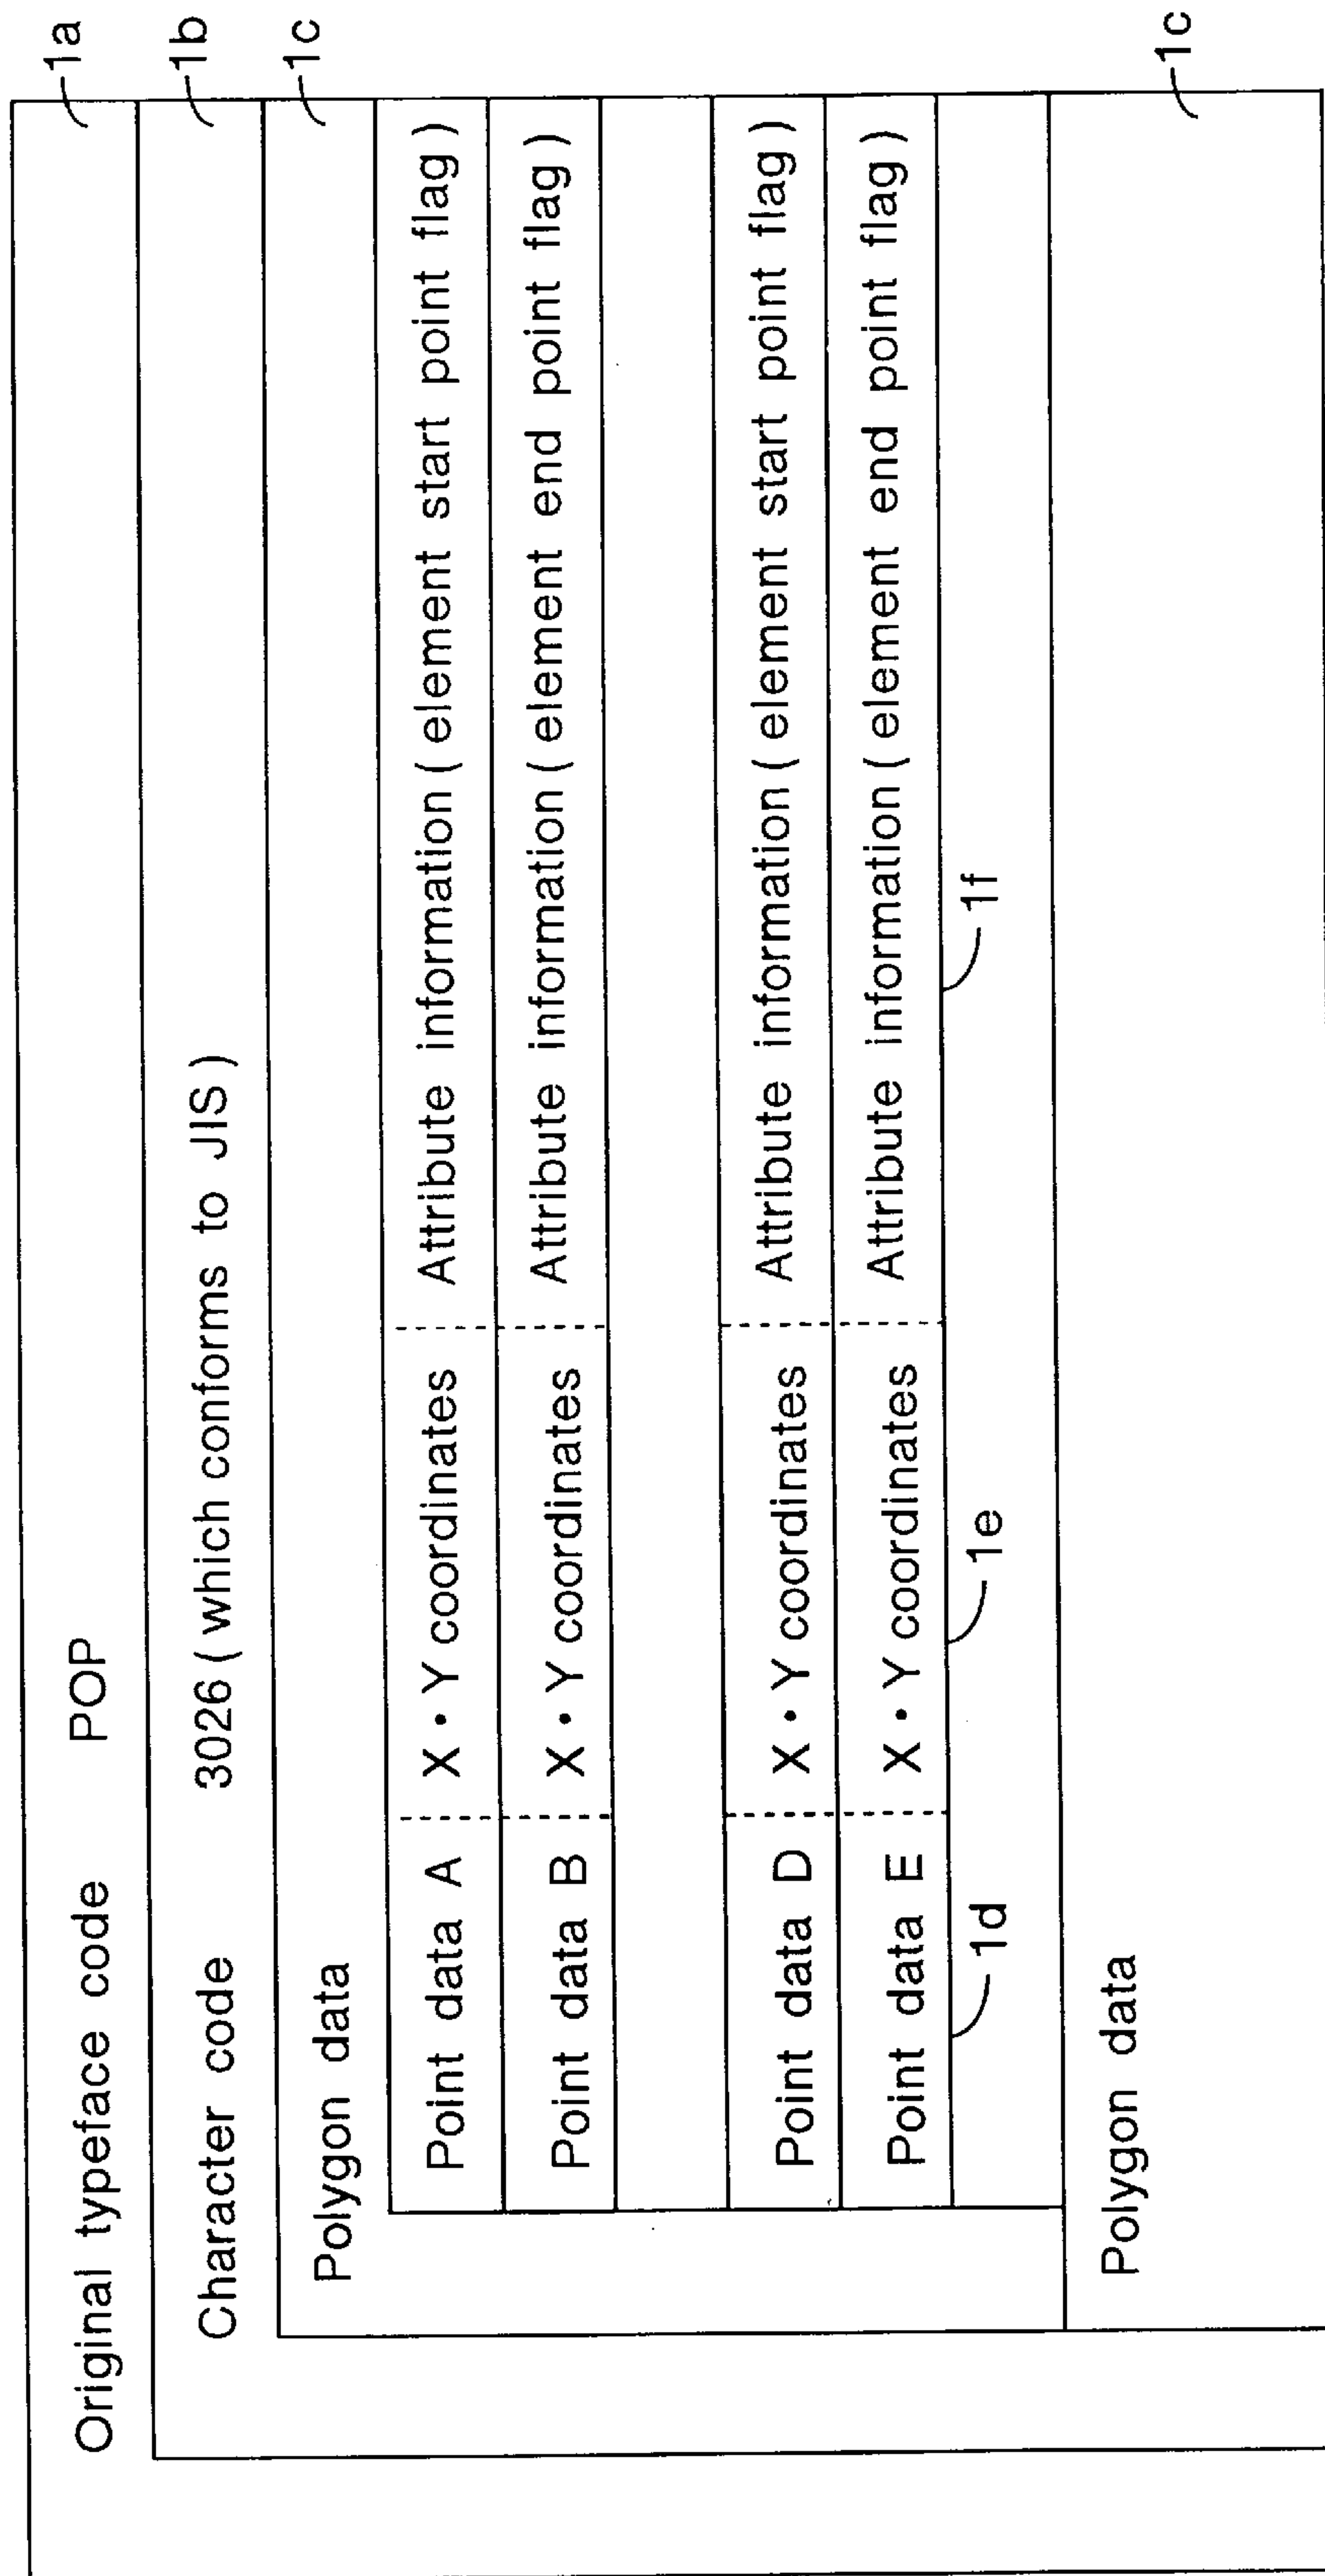 Original typeface code POP 1a
Character code 3026 ( which conforms to JIS ) 1b
Polygon data 1c
Point data A X・Y coordinates Attribute information ( element start point flag )
Point data B X・Y coordinates Attribute information ( element end point flag )
Point data D X・Y coordinates Attribute information ( element start point flag )
Point data E X・Y coordinates Attribute information ( element end point flag )
1d 1e 1f
Polygon data 1c